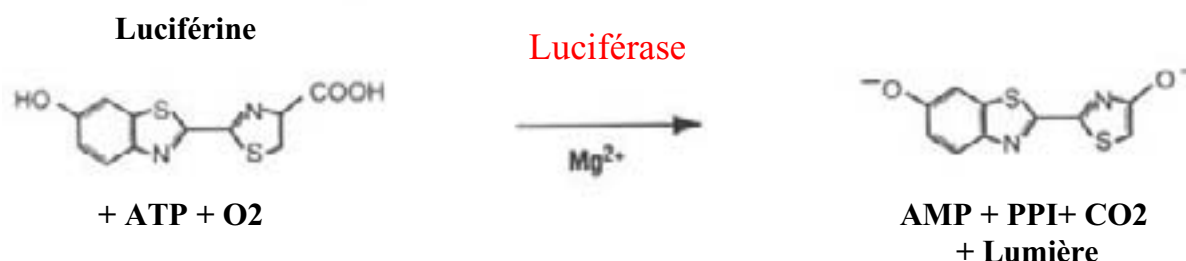 Luciférine
Luciférase
HO
S
N
N
S
COOH
Mg2+
⁻O
S
N
N
S
O⁻
+ ATP + O2
AMP + PPI+ CO2
+ Lumière